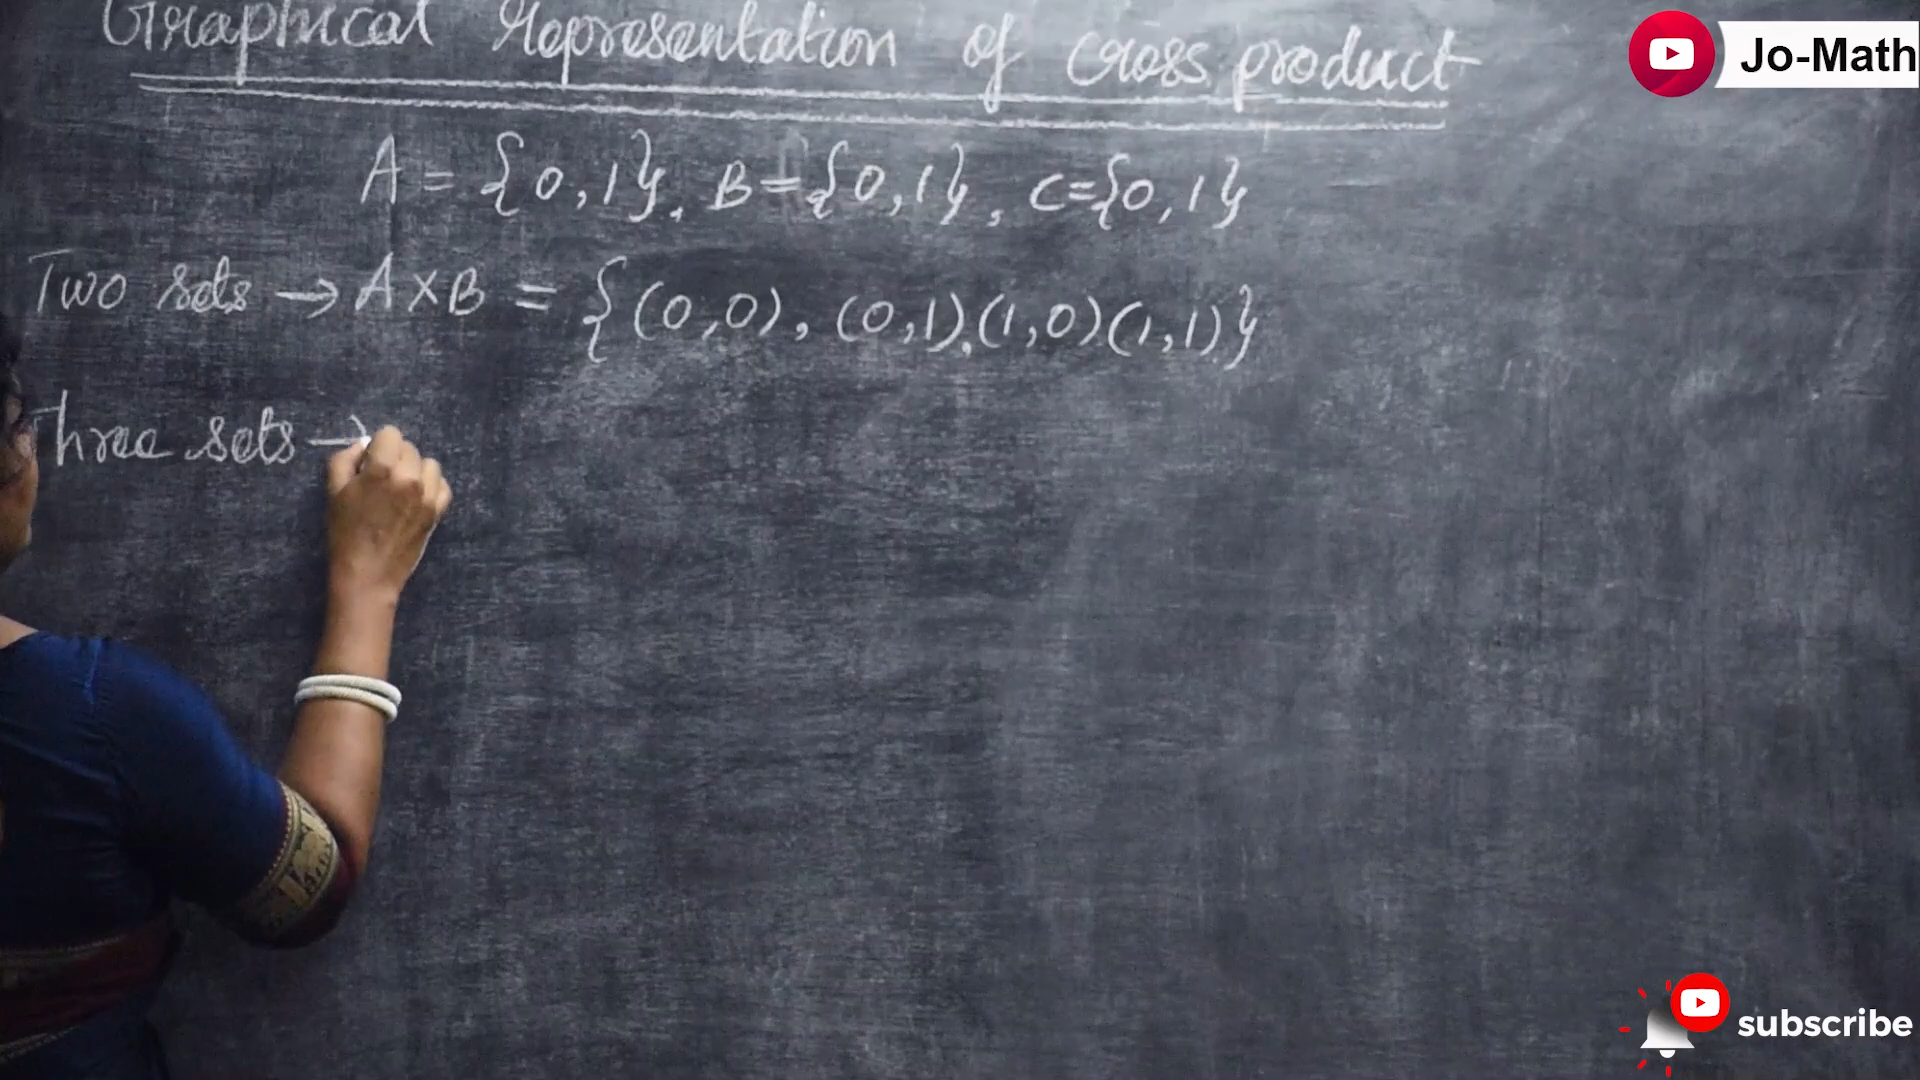 Graphical Representation of cross product
Jo-Math
A = {0,1}, B = {0,1}, C={0,1}
Two sets → A×B = {(0,0), (0,1),(1,0)(1,1)}
Three sets →
subscribe